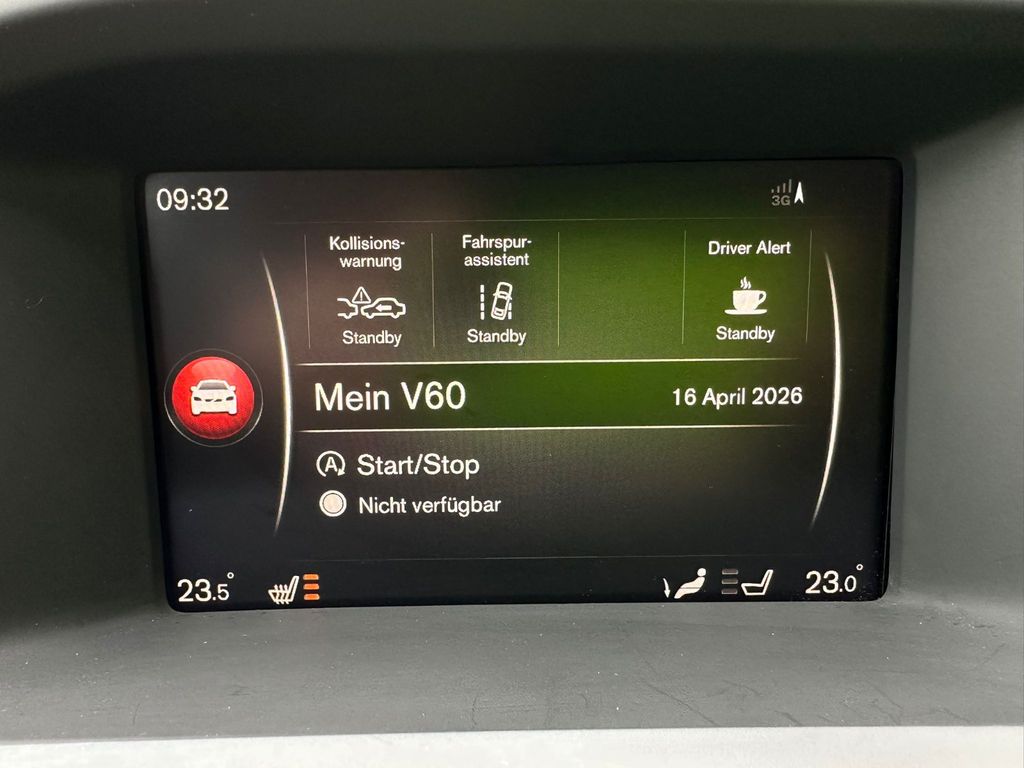 09:32
3G
Kollisions-
warnung
Standby
Fahrspur-
assistent
Standby
Driver Alert
Standby
Mein V60
16 April 2026
A Start/Stop
Nicht verfügbar
23.5°
23.0°